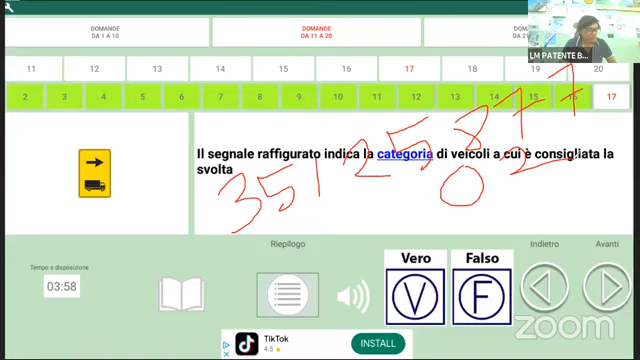 DOMANDE DA 1 A 10
DOMANDE DA 11 A 20
DOMANDE
LM PATENTE B...
11 12 13 14 15 16 17 18 19 20
2 3 4 5 6 7 8 9 10 11 12 13 14 15 16 17
Il segnale raffigurato indica la categoria di veicoli a cui è consigliata la
svolta
Riepilogo
Tempo a disposizione
03:58
Vero
Falso
V
F
Indietro
Avanti
zoom
TikTok
4.5
INSTALL